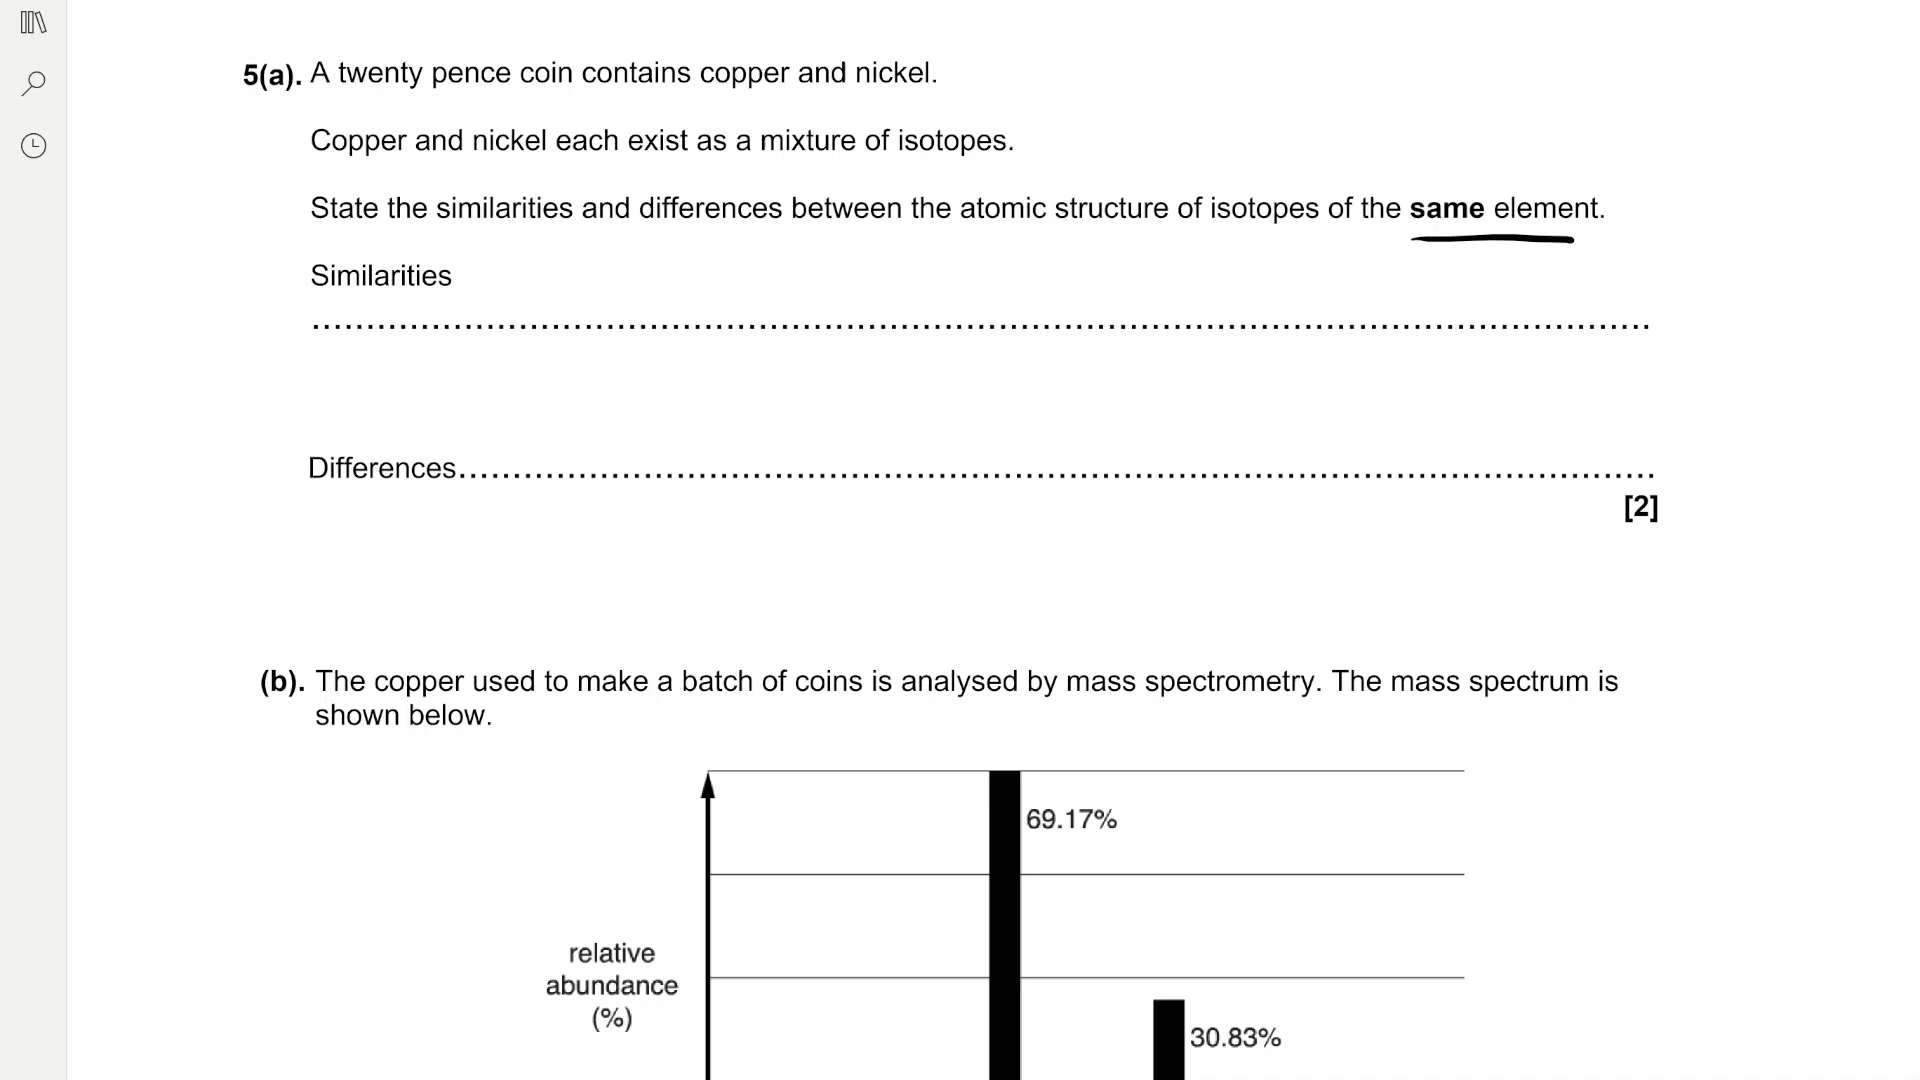 5(a). A twenty pence coin contains copper and nickel.
Copper and nickel each exist as a mixture of isotopes.
State the similarities and differences between the atomic structure of isotopes of the same element.
Similarities
................................................................................................................................
Differences..................................................................................................................
[2]
(b). The copper used to make a batch of coins is analysed by mass spectrometry. The mass spectrum is
shown below.
69.17%
relative
abundance
(%)
30.83%